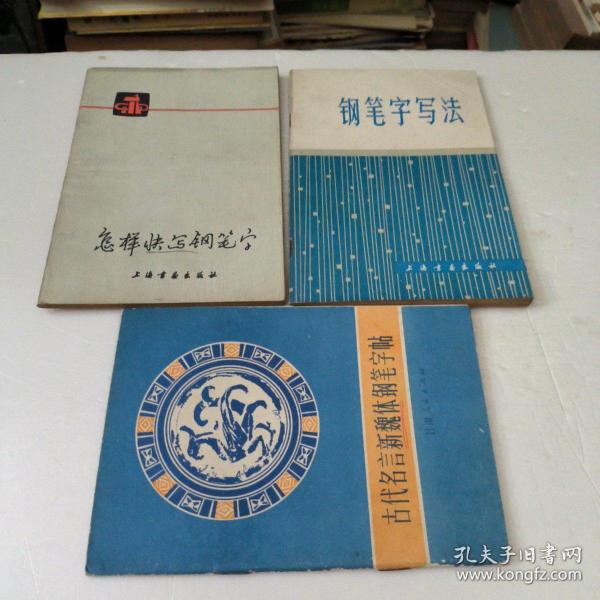 怎样快写钢笔字
上海书画出版社
钢笔字写法
上海书画出版社
古代名言新魏体钢笔字帖
人民出版社
孔夫子旧书网
www.kongfz.com